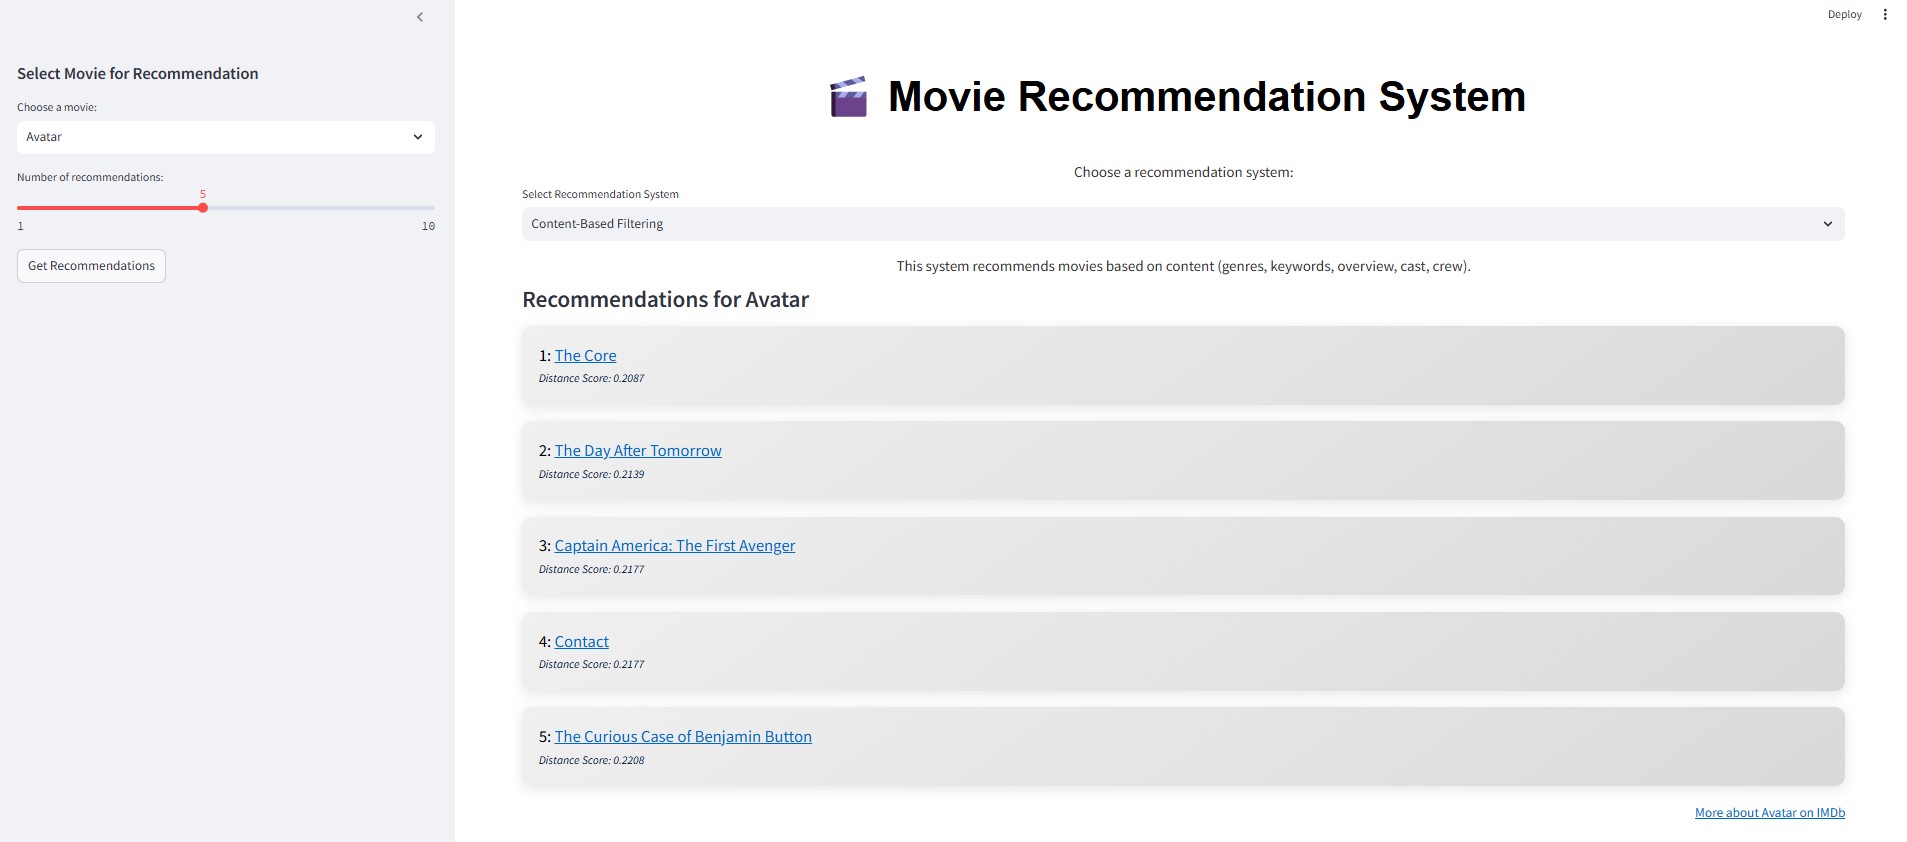 Select Movie for Recommendation
Choose a movie:
Avatar
Number of recommendations:
5
1 10
Get Recommendations
Deploy
Movie Recommendation System
Choose a recommendation system:
Select Recommendation System
Content-Based Filtering
This system recommends movies based on content (genres, keywords, overview, cast, crew).
Recommendations for Avatar
1: The Core
Distance Score: 0.2087
2: The Day After Tomorrow
Distance Score: 0.2139
3: Captain America: The First Avenger
Distance Score: 0.2177
4: Contact
Distance Score: 0.2177
5: The Curious Case of Benjamin Button
Distance Score: 0.2208
More about Avatar on IMDb